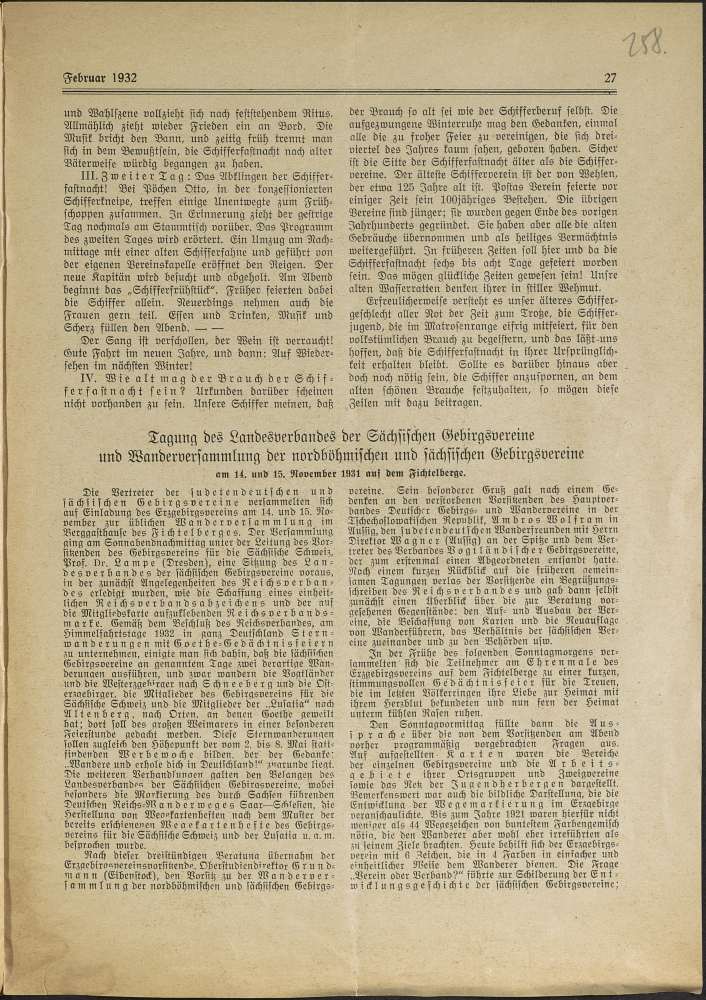 258.
Februar 1932
27
und Wahlszene vollzieht sich nach feststehendem Ritus.
Allmählich zieht wieder Frieden ein an Bord. Die
Musik bricht den Bann, und zeitig früh trennt man
sich in dem Bewußtsein, die Schifferfastnacht nach alter
Väterweise würdig begangen zu haben.
III. Zweiter Tag: Das Abklingen der Schiffer-
fastnacht! Bei Pöchen Otto, in der konzessionierten
Schifferkneipe, treffen einige Unentwegte zum Früh-
schoppen zusammen. In Erinnerung zieht der gestrige
Tag nochmals am Stammtisch vorüber. Das Programm
des zweiten Tages wird erörtert. Ein Umzug am Nach-
mittage mit einer alten Schifferfahne und geführt von
der eigenen Vereinskapelle eröffnet den Reigen. Der
neue Kapitän wird besucht und abgeholt. Am Abend
beginnt das „Schifferfrühstück“. Früher feierten dabei
die Schiffer allein. Neuerdings nehmen auch die
Frauen gern teil. Essen und Trinken, Musik und
Scherz füllen den Abend. — —
Der Sang ist verschollen, der Wein ist verraucht!
Gute Fahrt im neuen Jahre, und dann: Auf Wieder-
sehen im nächsten Winter!
IV. Wie alt mag der Brauch der Schif-
ferfastnacht sein? Urkunden darüber scheinen
nicht vorhanden zu sein. Unsere Schiffer meinen, daß
der Brauch so alt sei wie der Schifferberuf selbst. Die
aufgezwungene Winterruhe mag den Gedanken, einmal
alle die zu froher Feier zu vereinigen, die sich drei-
viertel des Jahres kaum sahen, geboren haben. Sicher
ist die Sitte der Schifferfastnacht älter als die Schiffer-
vereine. Der älteste Schifferverein ist der von Wehlen,
der etwa 125 Jahre alt ist. Postas Verein feierte vor
einiger Zeit sein 100jähriges Bestehen. Die übrigen
Vereine sind jünger; sie wurden gegen Ende des vorigen
Jahrhunderts gegründet. Sie haben aber alle die alten
Gebräuche übernommen und als heiliges Vermächtnis
weitergeführt. In früheren Zeiten soll hier und da die
Schifferfastnacht sechs bis acht Tage gefeiert worden
sein. Das mögen glückliche Zeiten gewesen sein! Unsre
alten Wasserratten denken ihrer in stiller Wehmut.
Erfreulicherweise versteht es unser älteres Schiffer-
geschlecht aller Not der Zeit zum Trotze, die Schiffer-
jugend, die im Matrosenrange eifrig mitfeiert, für den
volkstümlichen Brauch zu begeistern, und das läßt uns
hoffen, daß die Schifferfastnacht in ihrer Ursprünglich-
keit erhalten bleibt. Sollte es darüber hinaus aber
doch noch nötig sein, die Schiffer anzuspornen, an dem
alten schönen Brauche festzuhalten, so mögen diese
Zeilen mit dazu beitragen.
Tagung des Landesverbandes der Sächsischen Gebirgsvereine
und Wanderversammlung der nordböhmischen und sächsischen Gebirgsvereine
am 14. und 15. November 1931 auf dem Fichtelberge.
Die Vertreter der sudetendeutschen und
sächsischen Gebirgsvereine versammelten sich
auf Einladung des Erzgebirgsvereins am 14. und 15. No-
vember zur üblichen Wanderversammlung im
Berggasthaus des Fichtelberges. Der Versammlung
ging am Sonnabendnachmittag unter der Leitung des Vor-
sitzenden des Gebirgsvereins für die Sächsische Schweiz,
Prof. Dr. Lampe (Dresden), eine Sitzung des Lan-
desverbandes der sächsischen Gebirgsvereine voraus,
in der zunächst Angelegenheiten des Reichsverban-
des erledigt wurden, wie die Schaffung eines einheit-
lichen Reichsverbandsabzeichens und der auf
die Mitgliedskarte aufzuklebenden Reichsverbands-
marke. Gemäß dem Beschluß des Reichsverbandes, am
Himmelfahrtstage 1932 in ganz Deutschland Stern-
wanderungen mit Goethe-Gedächtnisfeiern
zu unternehmen, einigte man sich dahin, daß die sächsischen
Gebirgsvereine an genanntem Tage zwei derartige Wan-
derungen ausführen, und zwar wandern die Vogtländer
und die Westerzgebirger nach Schneeberg und die Ost-
erzgebirger, die Mitglieder des Gebirgsvereins für die
Sächsische Schweiz und die Mitglieder der „Lusatia“ nach
Altenberg, nach Orten, an denen Goethe geweilt
hat; dort soll des großen Weimarers in einer besonderen
Feierstunde gedacht werden. Diese Sternwanderungen
sollen zugleich den Höhepunkt der vom 2. bis 8. Mai statt-
findenden Werbewoche bilden, der der Gedanke:
„Wandere und erhole dich in Deutschland!“ zugrunde liegt.
Die weiteren Verhandlungen galten den Belangen des
Landesverbandes der Sächsischen Gebirgsvereine, wobei
besonders die Markierung des durch Sachsen führenden
Deutschen Reichs-Wanderweges Saar—Schlesien, die
Herstellung von Wegekartenheften nach dem Muster der
bereits erschienenen Wegekartenhefte des Gebirgs-
vereins für die Sächsische Schweiz und der Lusatia u. a. m.
besprochen wurde.
Nach dieser dreistündigen Beratung übernahm der
Erzgebirgsvereinsvorsitzende, Oberstudiendirektor Grund-
mann (Eibenstock), den Vorsitz zu der Wanderver-
sammlung der nordböhmischen und sächsischen Gebirgs-
vereine. Sein besonderer Gruß galt nach einem Ge-
denken an den verstorbenen Vorsitzenden des Hauptver-
bandes Deutscher Gebirgs- und Wandervereine in der
Tschechoslowakischen Republik, Ambros Wolfram in
Aussig, den sudetendeutschen Wanderfreunden mit Herrn
Direktor Wagner (Aussig) an der Spitze und dem Ver-
treter des Verbandes Vogtländischer Gebirgsvereine,
der zum erstenmal einen Abgeordneten entsandt hatte.
Nach einem kurzen Rückblick auf die früheren gemein-
samen Tagungen verlas der Vorsitzende ein Begrüßungs-
schreiben des Reichsverbandes und gab dann selbst
zunächst einen Überblick über die zur Beratung vor-
gesehenen Gegenstände: den Auf- und Ausbau der Ver-
eine, die Beschaffung von Karten und die Neuauflage
von Wanderführern, das Verhältnis der sächsischen Ver-
eine zueinander und zu den Behörden usw.
In der Frühe des folgenden Sonntagmorgens ver-
sammelten sich die Teilnehmer am Ehrenmale des
Erzgebirgsvereins auf dem Fichtelberge zu einer kurzen,
stimmungsvollen Gedächtnisfeier für die Treuen,
die im letzten Völkerringen ihre Liebe zur Heimat mit
ihrem Herzblut bekundeten und nun fern der Heimat
unterm kühlen Rasen ruhen.
Den Sonntagvormittag füllte dann die Aus-
sprache über die von dem Vorsitzenden am Abend
vorher programmäßig vorgebrachten Fragen aus.
Auf aufgestellten Karten waren die Bereiche
der einzelnen Gebirgsvereine und die Arbeits-
gebiete ihrer Ortsgruppen und Zweigvereine
sowie das Netz der Jugendherbergen dargestellt.
Bemerkenswert war auch die bildliche Darstellung, die die
Entwicklung der Wegemarkierung im Erzgebirge
veranschaulichte. Bis zum Jahre 1921 waren hierfür nicht
weniger als 44 Wegezeichen von buntestem Farbengemisch
nötig, die den Wanderer aber wohl eher irreführten als
zu seinem Ziele brachten. Heute behilft sich der Erzgebirgs-
verein mit 6 Zeichen, die in 4 Farben in einfacher und
einheitlicher Weise dem Wanderer dienen. Die Frage
„Verein oder Verband?“ führte zur Schilderung der Ent-
wicklungsgeschichte der sächsischen Gebirgsvereine;